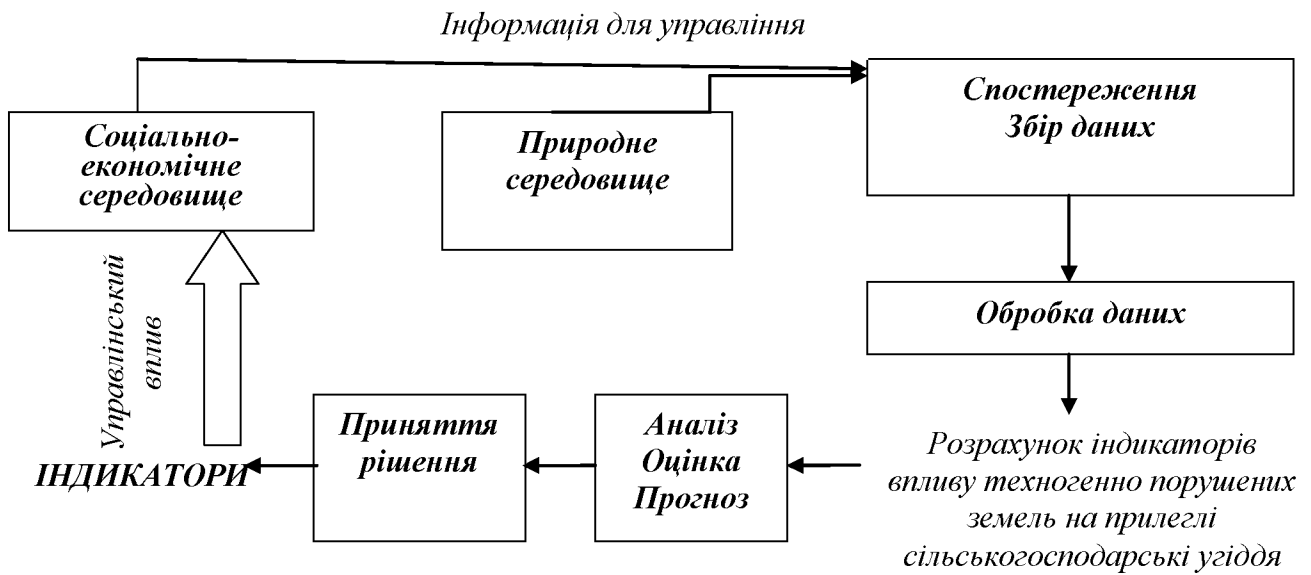 Інформація для управління
Соціально-
економічне
середовище
Природне
середовище
Спостереження
Збір даних
Обробка даних
Розрахунок індикаторів
впливу техногенно порушених
земель на прилеглі
сільськогосподарські угіддя
Аналіз
Оцінка
Прогноз
Приняття
рішення
ІНДИКАТОРИ
Управлінський
вплив